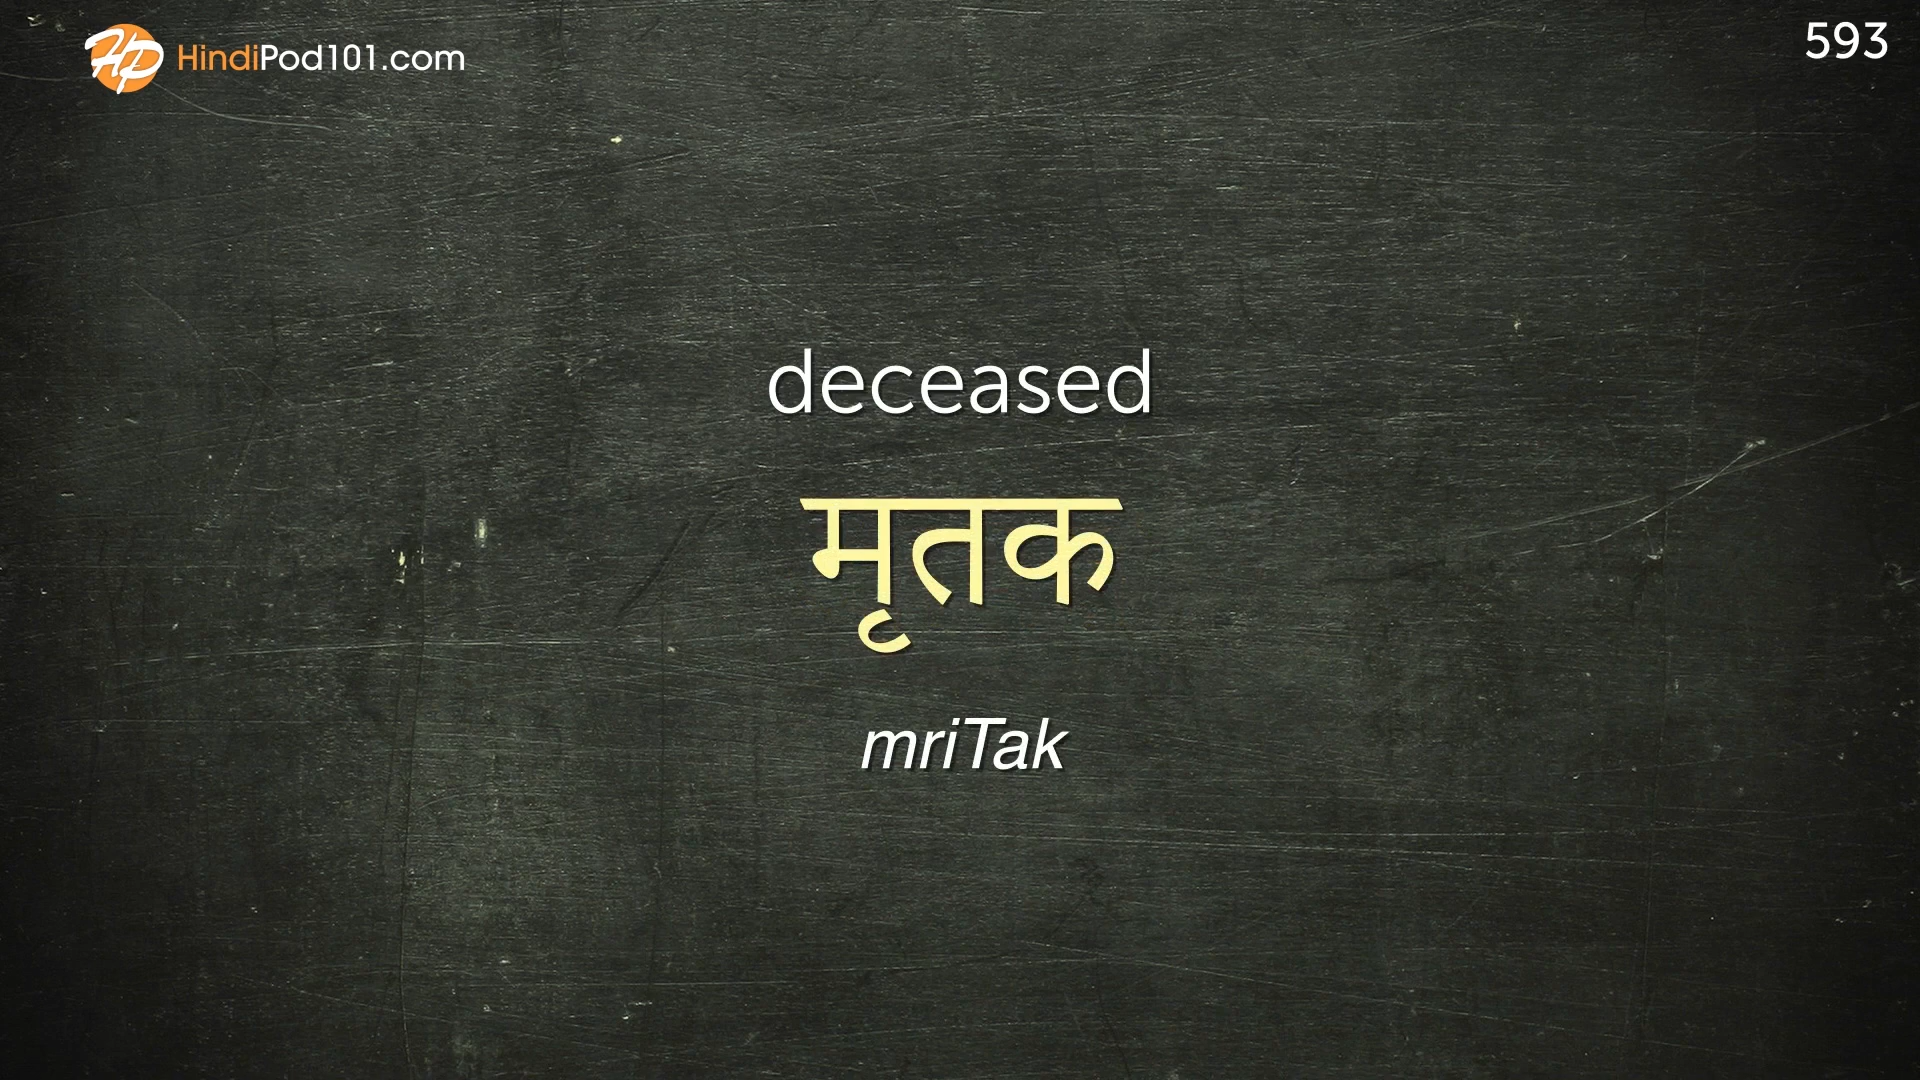 HindiPod101.com
593
deceased
मृतक
mriTak